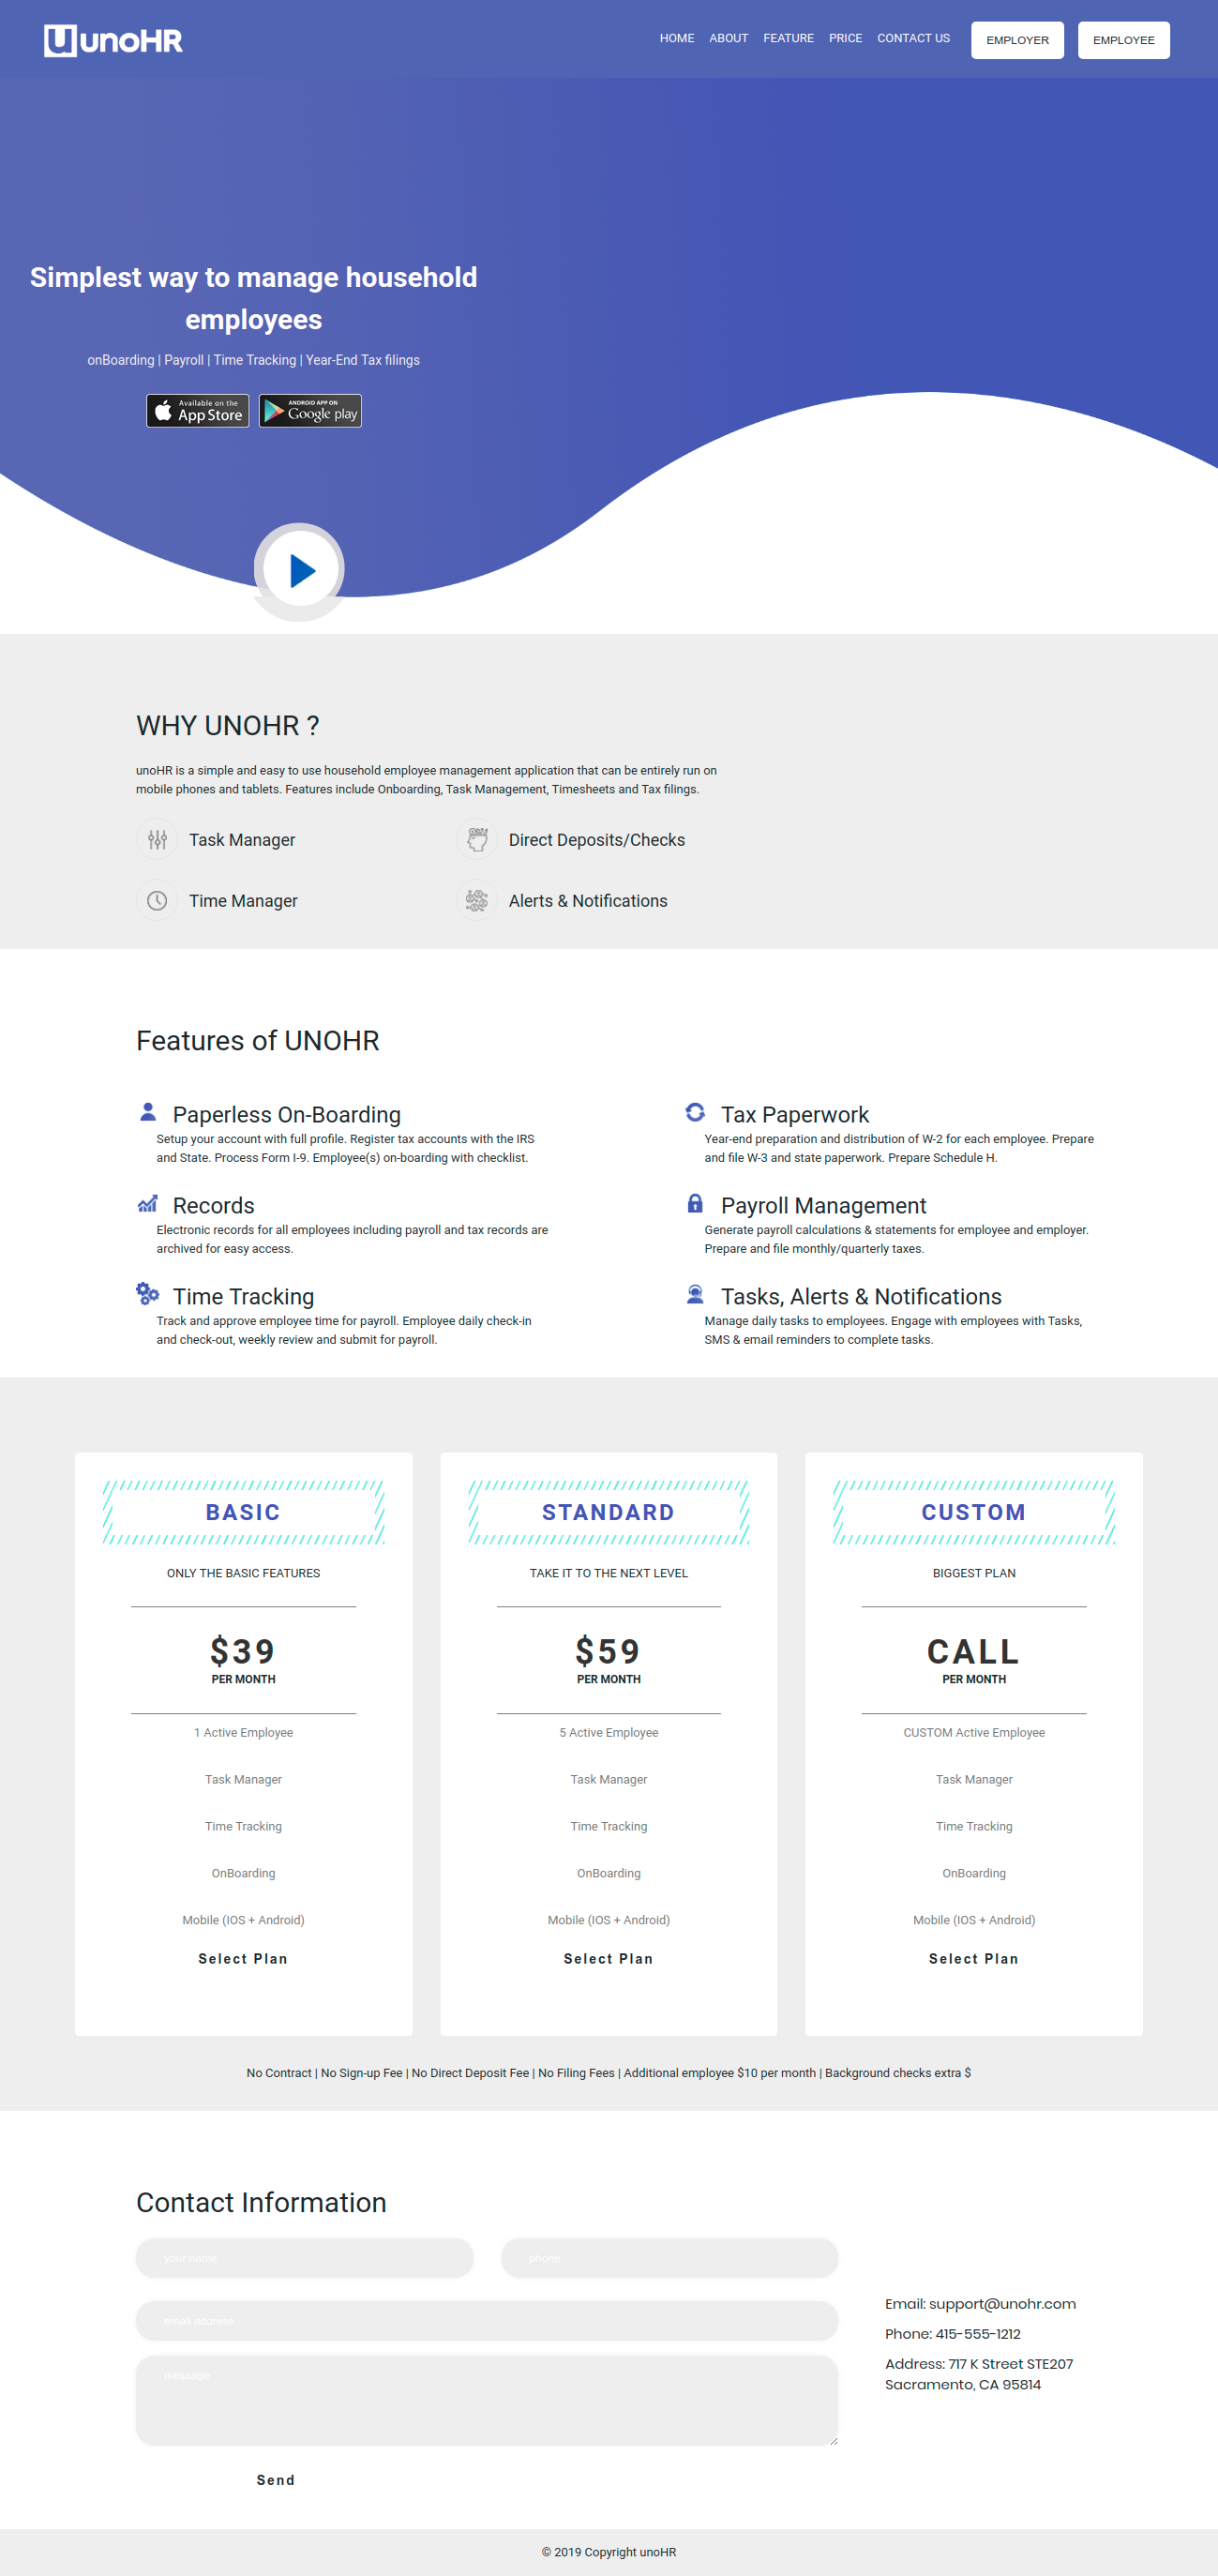 unoHR
HOME ABOUT FEATURE PRICE CONTACT US EMPLOYER EMPLOYEE
Simplest way to manage household
employees
onBoarding | Payroll | Time Tracking | Year-End Tax filings
Available on the
App Store
ANDROID APP ON
Google play
WHY UNOHR ?
unoHR is a simple and easy to use household employee management application that can be entirely run on
mobile phones and tablets. Features include Onboarding, Task Management, Timesheets and Tax filings.
Task Manager
Direct Deposits/Checks
Time Manager
Alerts & Notifications
Features of UNOHR
Paperless On-Boarding
Setup your account with full profile. Register tax accounts with the IRS
and State. Process Form I-9. Employee(s) on-boarding with checklist.
Tax Paperwork
Year-end preparation and distribution of W-2 for each employee. Prepare
and file W-3 and state paperwork. Prepare Schedule H.
Records
Electronic records for all employees including payroll and tax records are
archived for easy access.
Payroll Management
Generate payroll calculations & statements for employee and employer.
Prepare and file monthly/quarterly taxes.
Time Tracking
Track and approve employee time for payroll. Employee daily check-in
and check-out, weekly review and submit for payroll.
Tasks, Alerts & Notifications
Manage daily tasks to employees. Engage with employees with Tasks,
SMS & email reminders to complete tasks.
BASIC
ONLY THE BASIC FEATURES
$39
PER MONTH
1 Active Employee
Task Manager
Time Tracking
OnBoarding
Mobile (IOS + Android)
Select Plan
STANDARD
TAKE IT TO THE NEXT LEVEL
$59
PER MONTH
5 Active Employee
Task Manager
Time Tracking
OnBoarding
Mobile (IOS + Android)
Select Plan
CUSTOM
BIGGEST PLAN
CALL
PER MONTH
CUSTOM Active Employee
Task Manager
Time Tracking
OnBoarding
Mobile (IOS + Android)
Select Plan
No Contract | No Sign-up Fee | No Direct Deposit Fee | No Filing Fees | Additional employee $10 per month | Background checks extra $
Contact Information
your name
phone
email address
message
Send
Email: support@unohr.com
Phone: 415-555-1212
Address: 717 K Street STE207
Sacramento, CA 95814
© 2019 Copyright unoHR